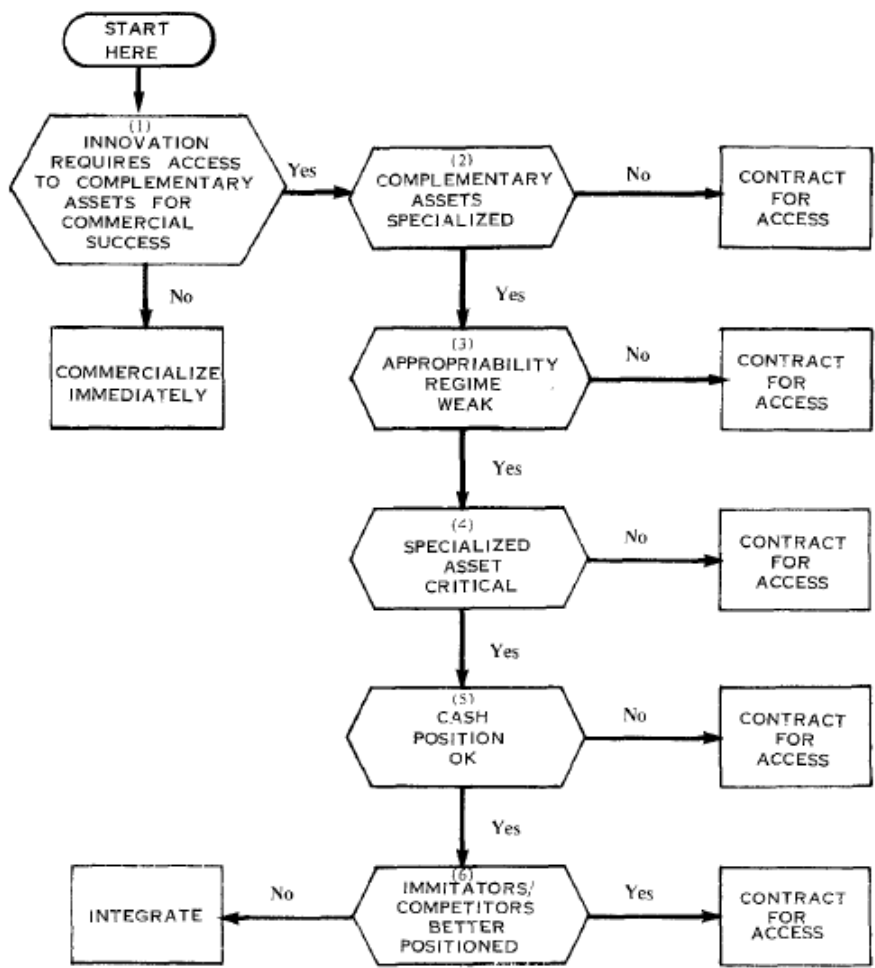 START
HERE
(1)
INNOVATION
REQUIRES ACCESS
TO COMPLEMENTARY
ASSETS FOR
COMMERCIAL
SUCCESS
Yes
(2)
COMPLEMENTARY
ASSETS
SPECIALIZED
No
CONTRACT
FOR
ACCESS
No
COMMERCIALIZE
IMMEDIATELY
Yes
(3)
APPROPRIABILITY
REGIME
WEAK
No
CONTRACT
FOR
ACCESS
Yes
(4)
SPECIALIZED
ASSET
CRITICAL
No
CONTRACT
FOR
ACCESS
Yes
(5)
CASH
POSITION
OK
No
CONTRACT
FOR
ACCESS
Yes
INTEGRATE
No
(6)
IMMITATORS/
COMPETITORS
BETTER
POSITIONED
Yes
CONTRACT
FOR
ACCESS